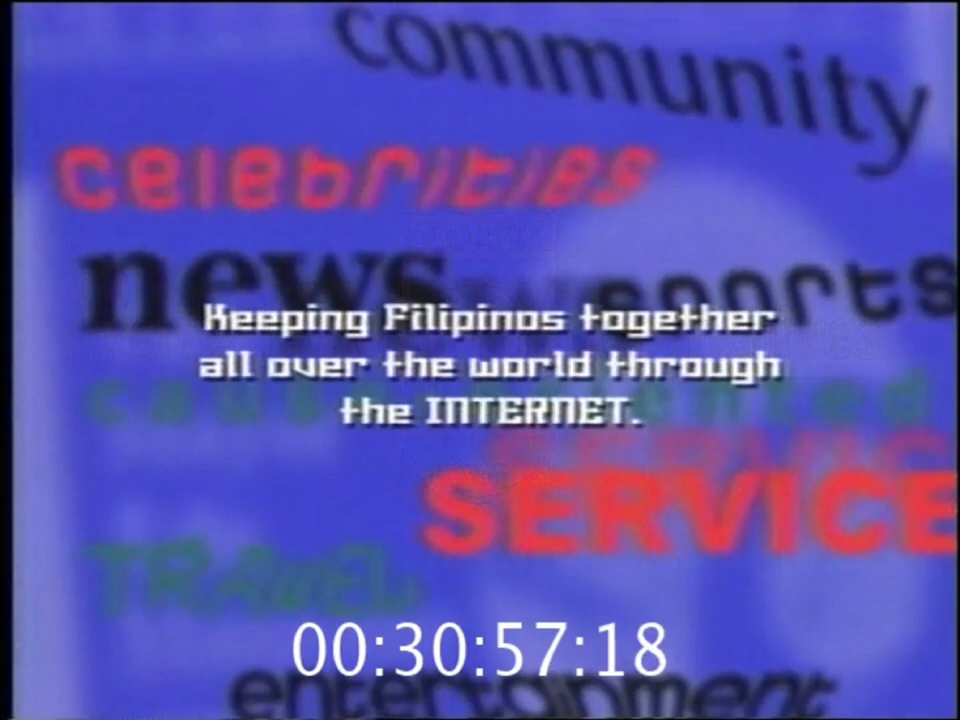 community
celebrities
news
sports
Keeping Filipinos together
all over the world through
the INTERNET.
SERVICE
TRAVEL
00:30:57:18
entertainment